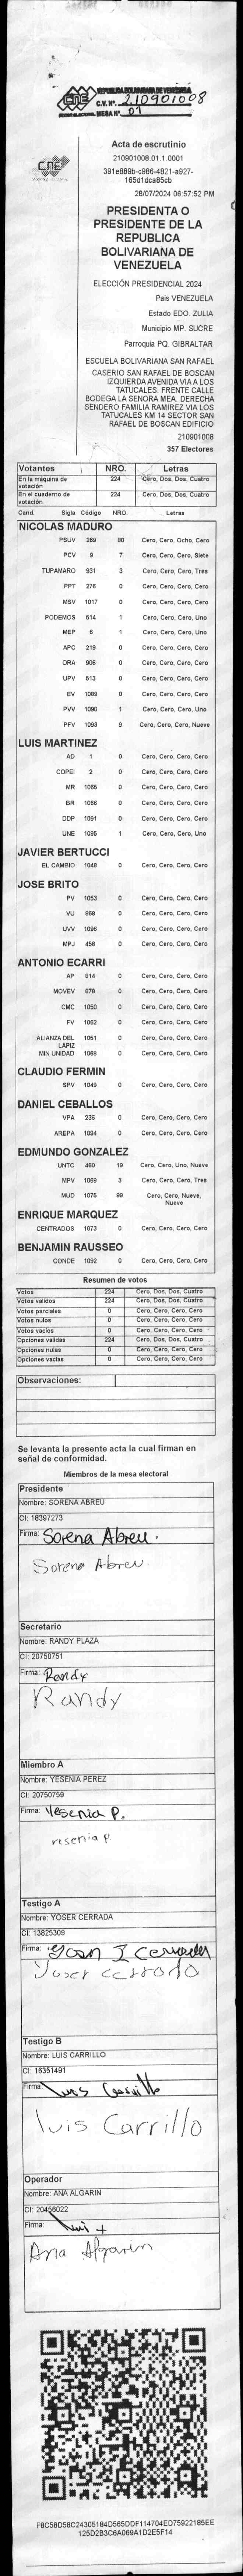 CNE
REPUBLICA BOLIVARIANA DE VENEZUELA
C.V. Nº. 210901008
MESA Nº 01
CNE
Acta de escrutinio
210901008.01.1.0001
391e889b-c986-4821-a927-
165d1dca85cb
28/07/2024 06:57:52 PM
PRESIDENTA O
PRESIDENTE DE LA
REPUBLICA
BOLIVARIANA DE
VENEZUELA
ELECCIÓN PRESIDENCIAL 2024
Pais VENEZUELA
Estado EDO. ZULIA
Municipio MP. SUCRE
Parroquia PQ. GIBRALTAR
ESCUELA BOLIVARIANA SAN RAFAEL
CASERIO SAN RAFAEL DE BOSCAN
IZQUIERDA AVENIDA VIA A LOS
TATUCALES. FRENTE CALLE
BODEGA LA SEÑORA MEA. DERECHA
SENDERO FAMILIA RAMIREZ VIA LOS
TATUCALES KM 14 SECTOR SAN
RAFAEL DE BOSCAN EDIFICIO
210901008
357 Electores
Votantes NRO. Letras
En la máquina de votación 224 Cero, Dos, Dos, Cuatro
En el cuaderno de votación 224 Cero, Dos, Dos, Cuatro
Cand. Sigla Código NRO. Letras
NICOLAS MADURO
PSUV 269 80 Cero, Cero, Ocho, Cero
PCV 9 7 Cero, Cero, Cero, Siete
TUPAMARO 931 3 Cero, Cero, Cero, Tres
PPT 276 0 Cero, Cero, Cero, Cero
MSV 1017 0 Cero, Cero, Cero, Cero
PODEMOS 514 1 Cero, Cero, Cero, Uno
MEP 6 1 Cero, Cero, Cero, Uno
APC 219 0 Cero, Cero, Cero, Cero
ORA 906 0 Cero, Cero, Cero, Cero
UPV 513 0 Cero, Cero, Cero, Cero
EV 1089 0 Cero, Cero, Cero, Cero
PVV 1090 1 Cero, Cero, Cero, Uno
PFV 1093 9 Cero, Cero, Cero, Nueve
LUIS MARTINEZ
AD 1 0 Cero, Cero, Cero, Cero
COPEI 2 0 Cero, Cero, Cero, Cero
MR 1065 0 Cero, Cero, Cero, Cero
BR 1066 0 Cero, Cero, Cero, Cero
DDP 1091 0 Cero, Cero, Cero, Cero
UNE 1095 1 Cero, Cero, Cero, Uno
JAVIER BERTUCCI
EL CAMBIO 1048 0 Cero, Cero, Cero, Cero
JOSE BRITO
PV 1053 0 Cero, Cero, Cero, Cero
VU 868 0 Cero, Cero, Cero, Cero
UVV 1096 0 Cero, Cero, Cero, Cero
MPJ 458 0 Cero, Cero, Cero, Cero
ANTONIO ECARRI
AP 914 0 Cero, Cero, Cero, Cero
MOVEV 979 0 Cero, Cero, Cero, Cero
CMC 1050 0 Cero, Cero, Cero, Cero
FV 1062 0 Cero, Cero, Cero, Cero
ALIANZA DEL LAPIZ 1051 0 Cero, Cero, Cero, Cero
MIN UNIDAD 1068 0 Cero, Cero, Cero, Cero
CLAUDIO FERMIN
SPV 1049 0 Cero, Cero, Cero, Cero
DANIEL CEBALLOS
VPA 236 0 Cero, Cero, Cero, Cero
AREPA 1094 0 Cero, Cero, Cero, Cero
EDMUNDO GONZALEZ
UNTC 460 19 Cero, Cero, Uno, Nueve
MPV 1069 3 Cero, Cero, Cero, Tres
MUD 1076 99 Cero, Cero, Nueve,
Nueve
ENRIQUE MARQUEZ
CENTRADOS 1073 0 Cero, Cero, Cero, Cero
BENJAMIN RAUSSEO
CONDE 1092 0 Cero, Cero, Cero, Cero
Resumen de votos
Votos 224 Cero, Dos, Dos, Cuatro
Votos validos 224 Cero, Dos, Dos, Cuatro
Votos parciales 0 Cero, Cero, Cero, Cero
Votos nulos 0 Cero, Cero, Cero, Cero
Votos vacios 0 Cero, Cero, Cero, Cero
Opciones validas 224 Cero, Dos, Dos, Cuatro
Opciones nulas 0 Cero, Cero, Cero, Cero
Opciones vacias 0 Cero, Cero, Cero, Cero
Observaciones:
Se levanta la presente acta la cual firman en
señal de conformidad.
Miembros de la mesa electoral
Presidente
Nombre: SORENA ABREU
CI: 18397273
Firma: Sorena Abreu.
Sorena Abreu.
Secretario
Nombre: RANDY PLAZA
CI: 20750751
Firma: Randy
Randy
Miembro A
Nombre: YESENIA PEREZ
CI: 20750759
Firma: Yesenia P.
yesenia p
Testigo A
Nombre: YOSER CERRADA
CI: 13825309
Firma:
Testigo B
Nombre: LUIS CARRILLO
CI: 16351491
Firma: Luis Carrillo
luis Carrillo
Operador
Nombre: ANA ALGARIN
CI: 20456022
Firma:
Ana Algarin
F8C58D58C24305184D565DDF114704ED75922185EE
125D2B3C6A069A1D2E5F14